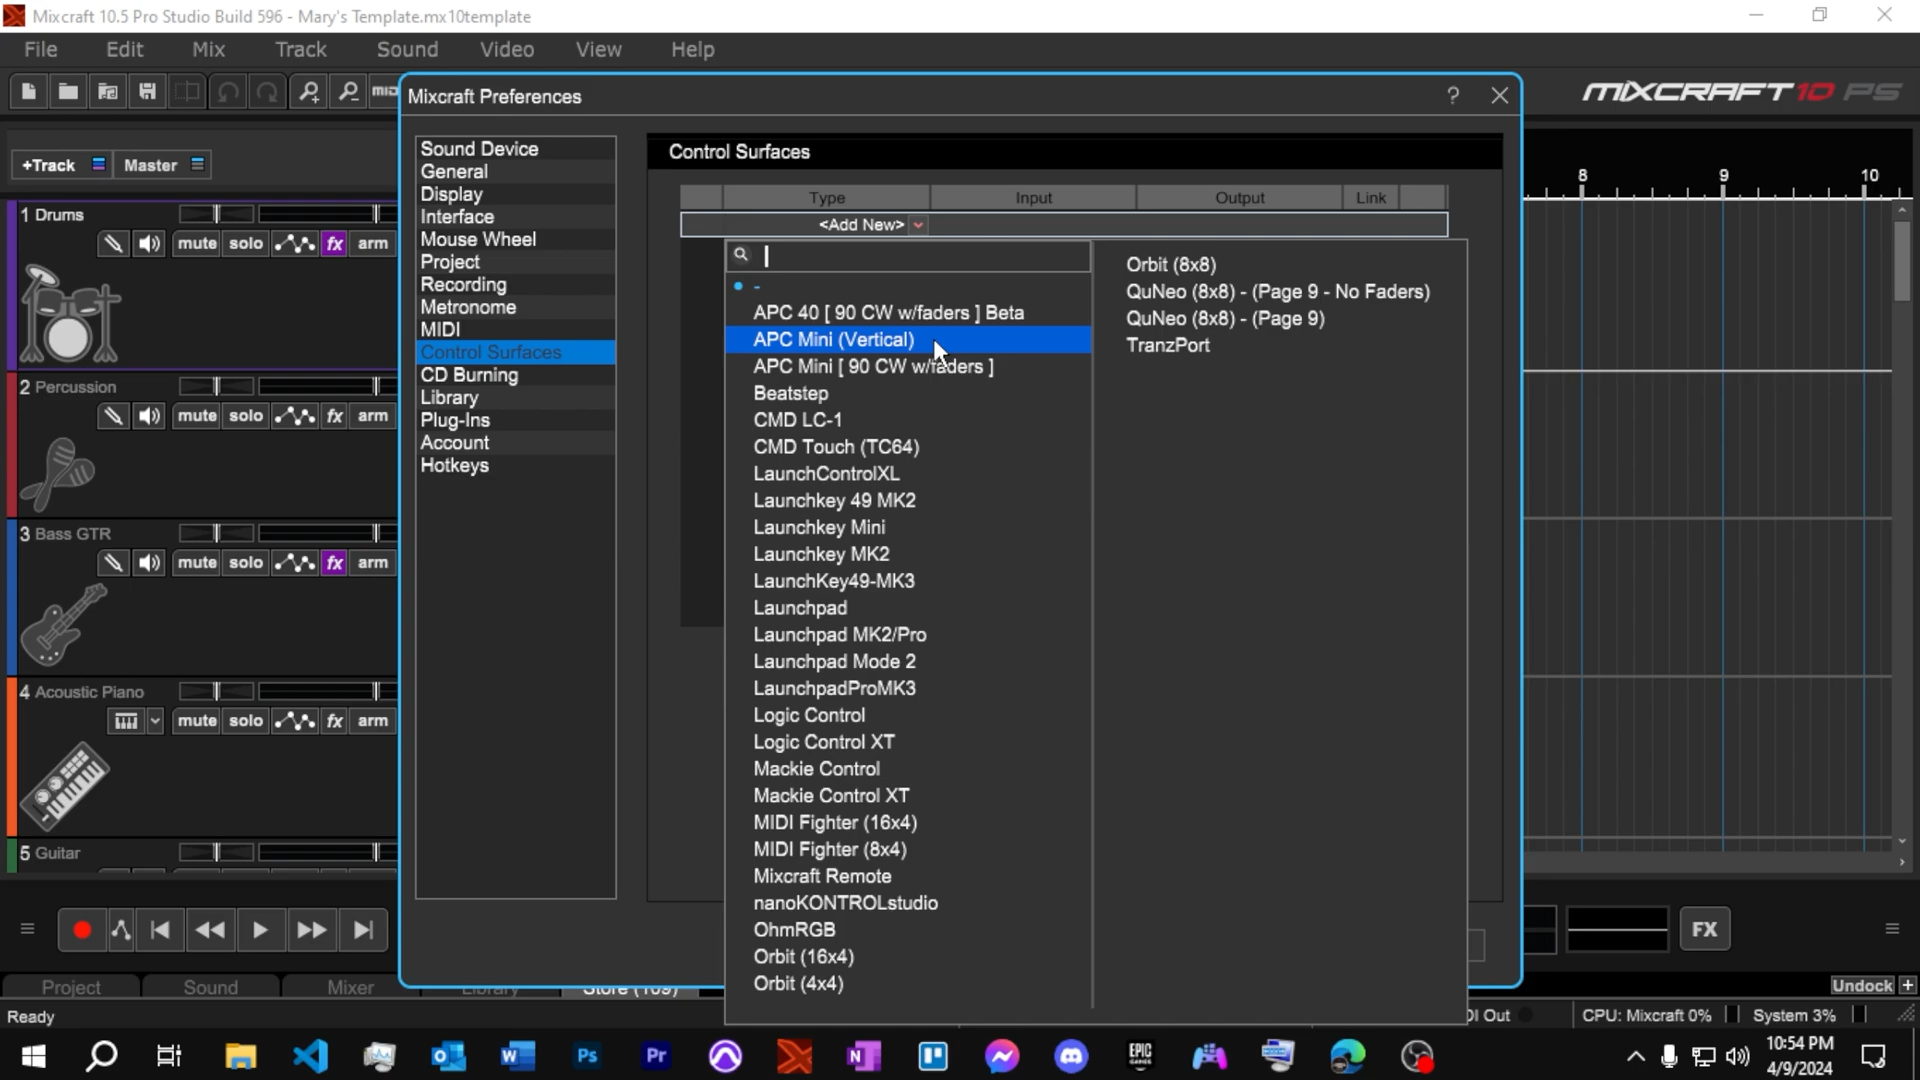 Mixcraft 10.5 Pro Studio Build 596 - Mary's Template.mx10template
File Edit Mix Track Sound Video View Help
MIXCRAFT 10 PS
+Track Master
1 Drums
mute solo fx arm
2 Percussion
mute solo fx arm
3 Bass GTR
mute solo fx arm
4 Acoustic Piano
mute solo fx arm
5 Guitar
Mixcraft Preferences
?
Sound Device
General
Display
Interface
Mouse Wheel
Project
Recording
Metronome
MIDI
Control Surfaces
CD Burning
Library
Plug-Ins
Account
Hotkeys
Control Surfaces
Type Input Output Link
<Add New>
-
APC 40 [ 90 CW w/faders ] Beta
APC Mini (Vertical)
APC Mini [ 90 CW w/faders ]
Beatstep
CMD LC-1
CMD Touch (TC64)
LaunchControlXL
Launchkey 49 MK2
Launchkey Mini
Launchkey MK2
LaunchKey49-MK3
Launchpad
Launchpad MK2/Pro
Launchpad Mode 2
LaunchpadProMK3
Logic Control
Logic Control XT
Mackie Control
Mackie Control XT
MIDI Fighter (16x4)
MIDI Fighter (8x4)
Mixcraft Remote
nanoKONTROLstudio
OhmRGB
Orbit (16x4)
Orbit (4x4)
Orbit (8x8)
QuNeo (8x8) - (Page 9 - No Faders)
QuNeo (8x8) - (Page 9)
TranzPort
8 9 10
FX
Project Sound Mixer Library Store (109)
Undock +
Ready
DI Out CPU: Mixcraft 0% System 3%
Ps Pr N EPIC GAMES
10:54 PM
4/9/2024